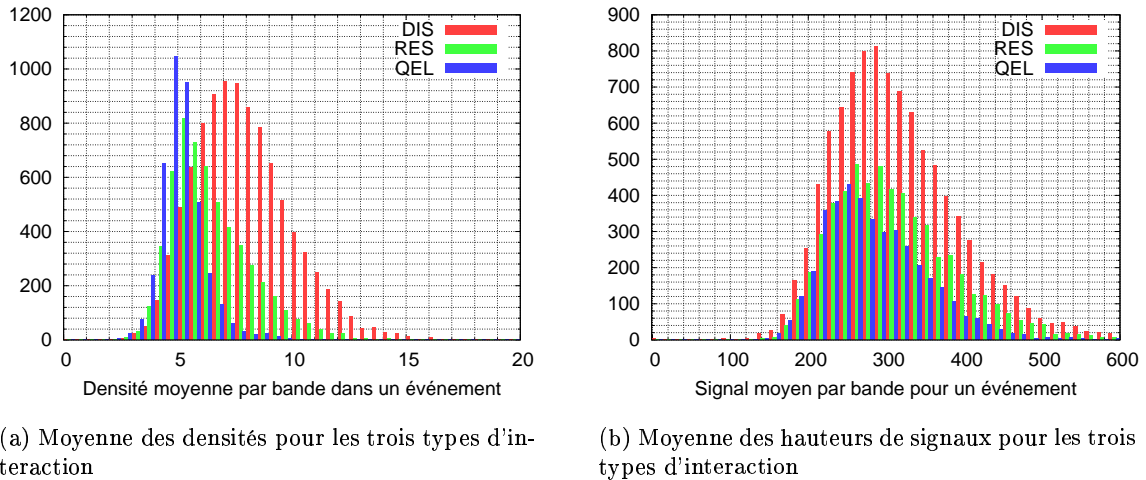 1200
1000
800
600
400
200
0
0 5 10 15 20
DIS
RES
QEL
Densité moyenne par bande dans un événement
(a) Moyenne des densités pour les trois types d'in-
teraction
900
800
700
600
500
400
300
200
100
0
0 100 200 300 400 500 600
DIS
RES
QEL
Signal moyen par bande pour un événement
(b) Moyenne des hauteurs de signaux pour les trois
types d'interaction